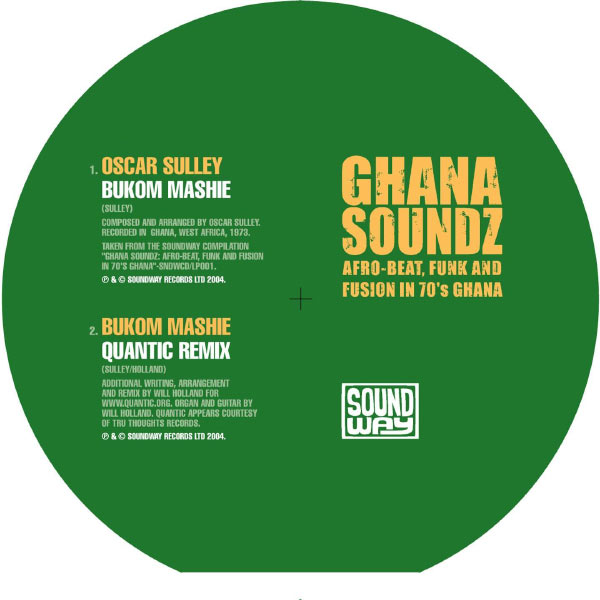 1. OSCAR SULLEY
BUKOM MASHIE
(SULLEY)
COMPOSED AND ARRANGED BY OSCAR SULLEY.
RECORDED IN GHANA, WEST AFRICA, 1973.
TAKEN FROM THE SOUNDWAY COMPILATION
"GHANA SOUNDZ: AFRO-BEAT, FUNK AND FUSION
IN 70'S GHANA"-SNDWCD/LP001.
℗ & © SOUNDWAY RECORDS LTD 2004.
2. BUKOM MASHIE
QUANTIC REMIX
(SULLEY/HOLLAND)
ADDITIONAL WRITING, ARRANGEMENT
AND REMIX BY WILL HOLLAND FOR
WWW.QUANTIC.ORG. ORGAN AND GUITAR BY
WILL HOLLAND. QUANTIC APPEARS COURTESY
OF TRU THOUGHTS RECORDS.
℗ & © SOUNDWAY RECORDS LTD 2004.
GHANA
SOUNDZ
AFRO-BEAT, FUNK AND
FUSION IN 70's GHANA
SOUND
WAY